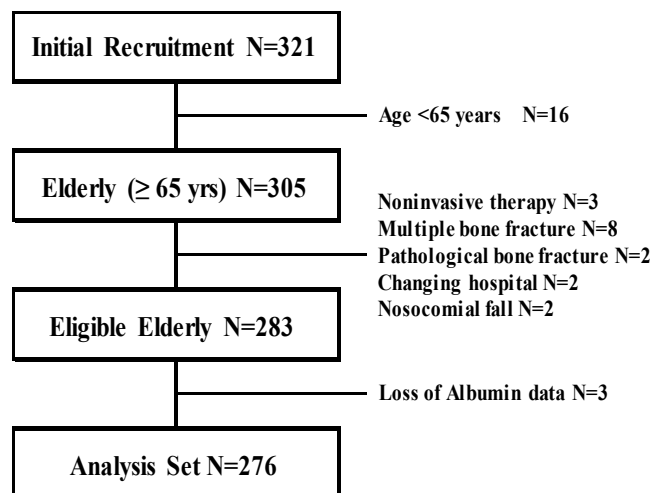 Initial Recruitment N=321
Age <65 years N=16
Elderly (≥ 65 yrs) N=305
Noninvasive therapy N=3
Multiple bone fracture N=8
Pathological bone fracture N=2
Changing hospital N=2
Nosocomial fall N=2
Eligible Elderly N=283
Loss of Albumin data N=3
Analysis Set N=276